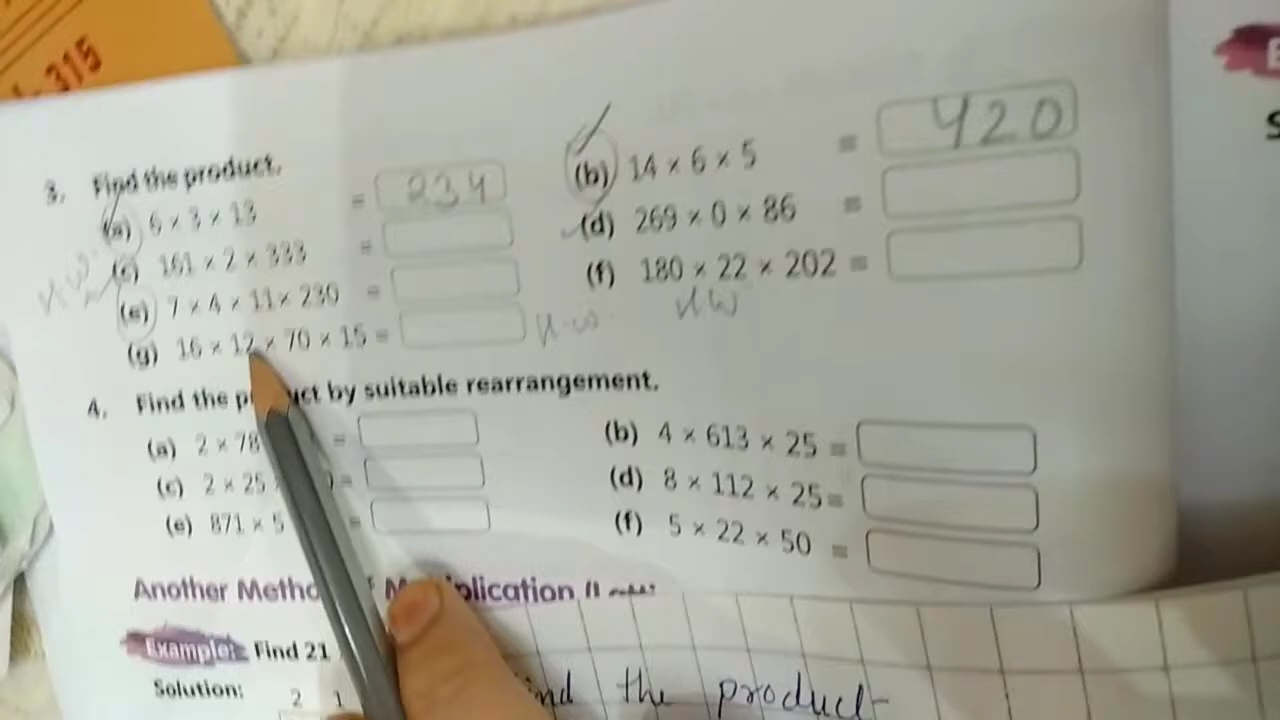 315
3. Find the product.
(a) 6 × 3 × 13 = 234
(b) 14 × 6 × 5 = 420
(c) 161 × 2 × 333 =
(d) 269 × 0 × 86 =
(e) 7 × 4 × 11 × 230 =
(f) 180 × 22 × 202 =
(g) 16 × 12 × 70 × 15 =
H.W.
H.W.
HW
4. Find the product by suitable rearrangement.
(a) 2 × 78 =
(b) 4 × 613 × 25 =
(c) 2 × 25 =
(d) 8 × 112 × 25 =
(e) 871 × 5 =
(f) 5 × 22 × 50 =
Another Multiplication
Example: Find 21
Solution: 2 1
the product